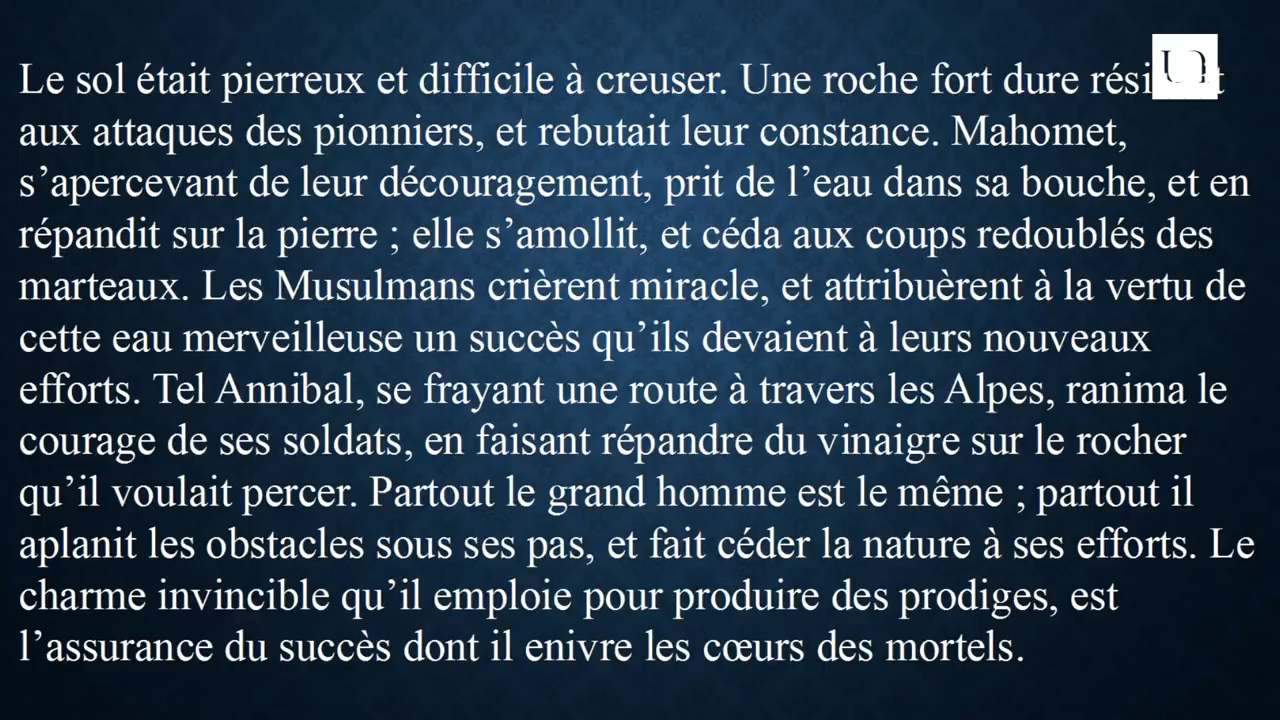 Le sol était pierreux et difficile à creuser. Une roche fort dure
aux attaques des pionniers, et rebutait leur constance. Mahomet,
s’apercevant de leur découragement, prit de l’eau dans sa bouche, et en
répandit sur la pierre ; elle s’amollit, et céda aux coups redoublés des
marteaux. Les Musulmans crièrent miracle, et attribuèrent à la vertu de
cette eau merveilleuse un succès qu’ils devaient à leurs nouveaux
efforts. Tel Annibal, se frayant une route à travers les Alpes, ranima le
courage de ses soldats, en faisant répandre du vinaigre sur le rocher
qu’il voulait percer. Partout le grand homme est le même ; partout il
aplanit les obstacles sous ses pas, et fait céder la nature à ses efforts. Le
charme invincible qu’il emploie pour produire des prodiges, est
l’assurance du succès dont il enivre les cœurs des mortels.